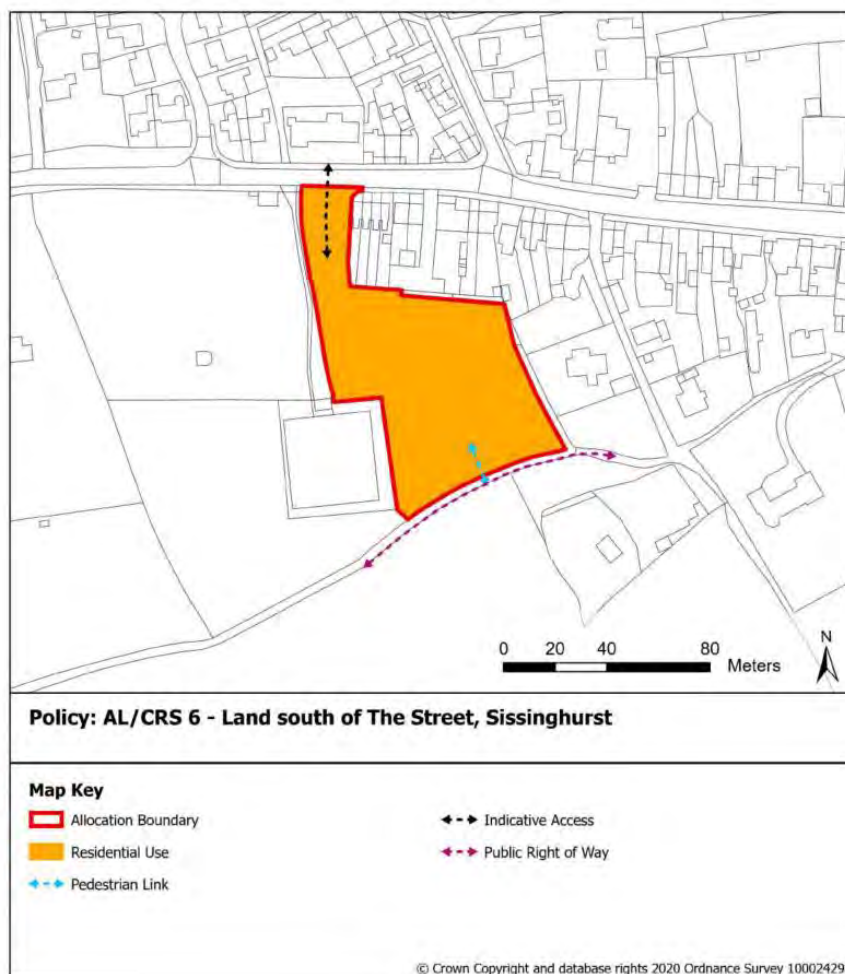 N
0 20 40 80
Meters
Policy: AL/CRS 6 - Land south of The Street, Sissinghurst
Map Key
Allocation Boundary
Indicative Access
Residential Use
Public Right of Way
Pedestrian Link
© Crown Copyright and database rights 2020 Ordnance Survey 10002429